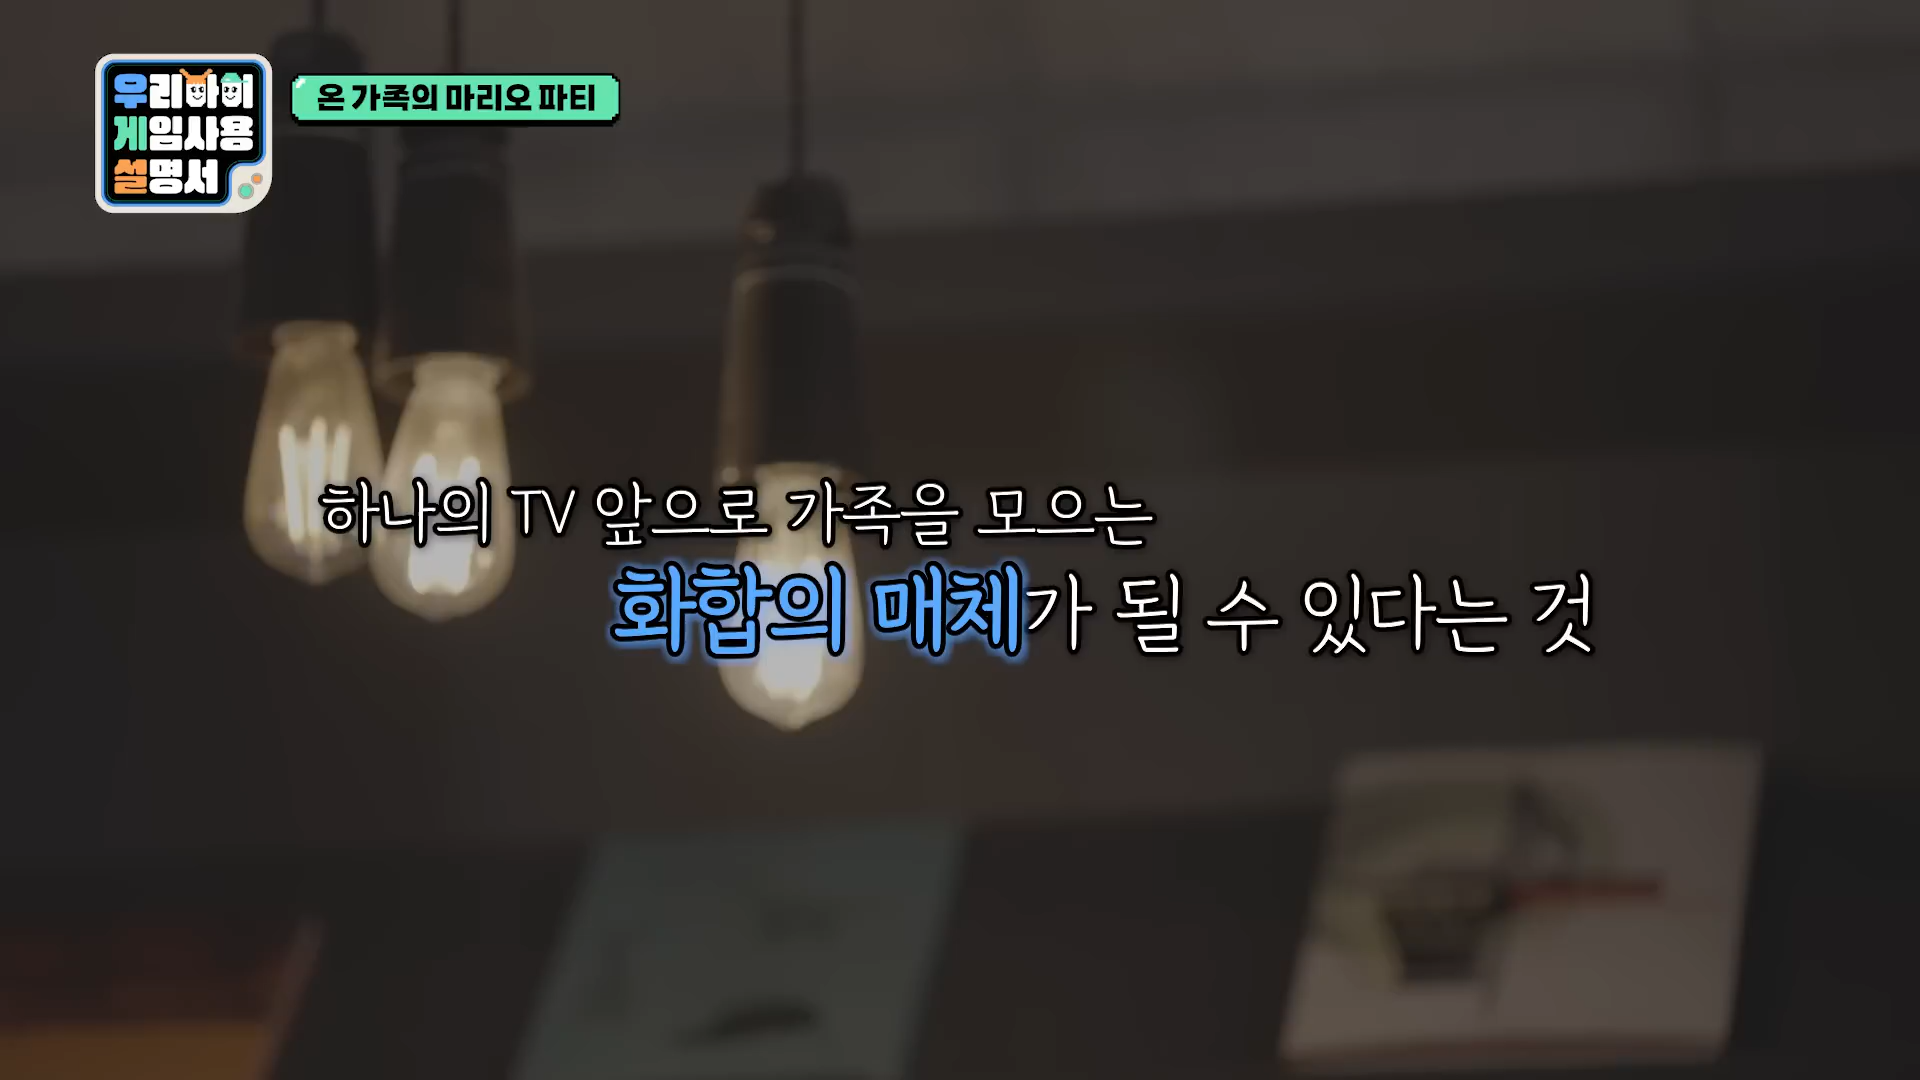 우리아이
게임사용
설명서
온 가족의 마리오 파티
하나의 TV 앞으로 가족을 모으는
화합의 매체가 될 수 있다는 것